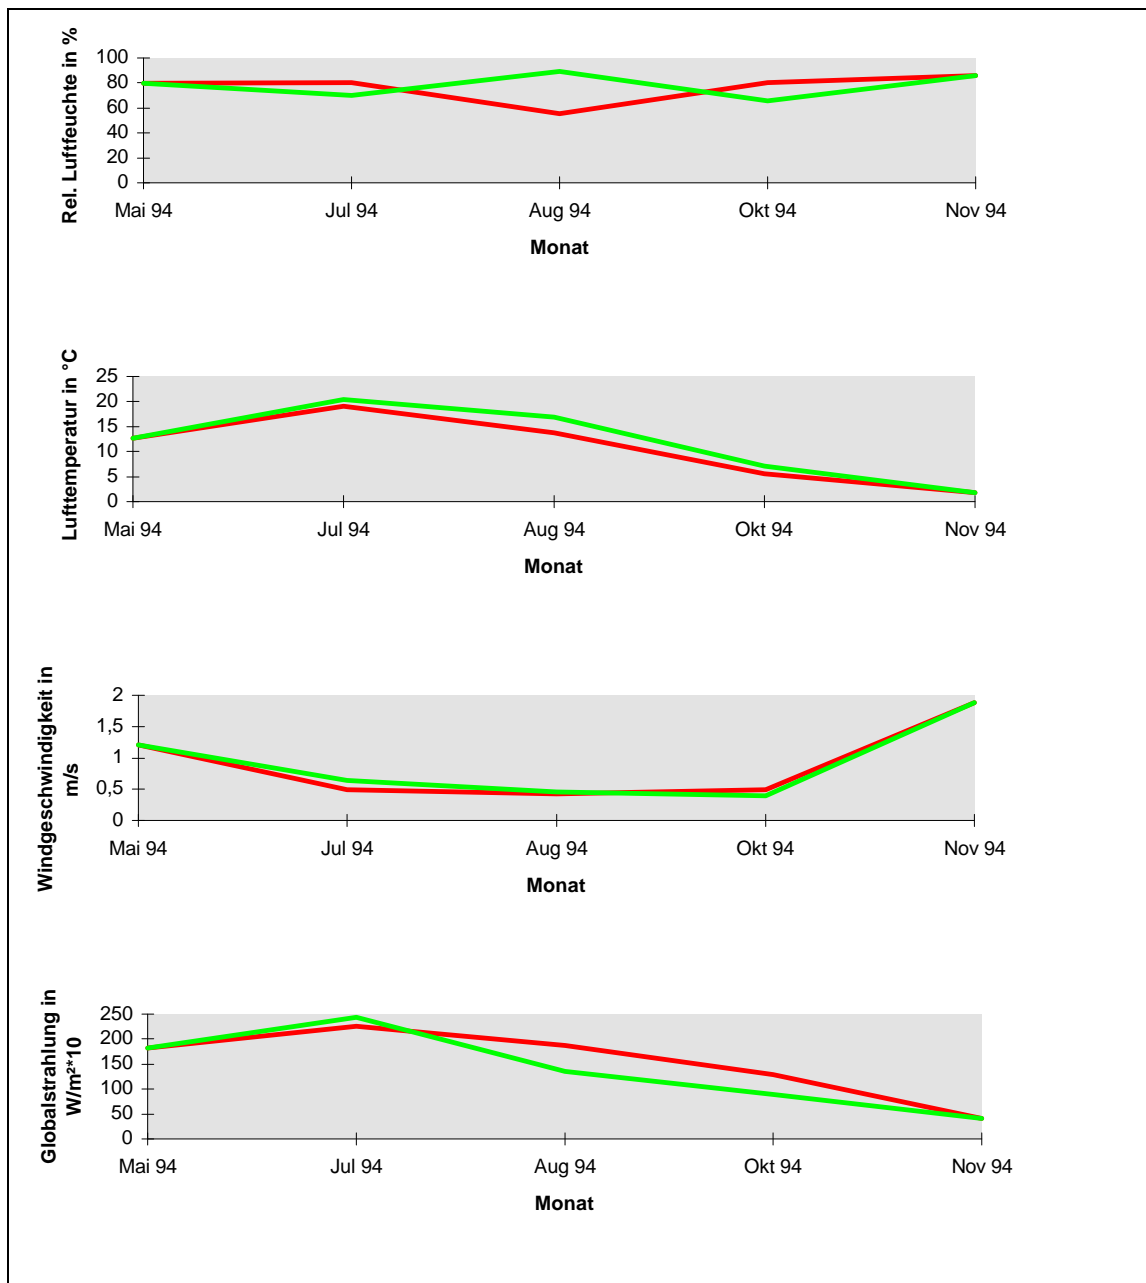 Rel. Luftfeuchte in %
100
80
60
40
20
0
Mai 94 Jul 94 Aug 94 Okt 94 Nov 94
Monat
Lufttemperatur in °C
25
20
15
10
5
0
Mai 94 Jul 94 Aug 94 Okt 94 Nov 94
Monat
Windgeschwindigkeit in
m/s
2
1,5
1
0,5
0
Mai 94 Jul 94 Aug 94 Okt 94 Nov 94
Monat
Globalstrahlung in
W/m²*10
250
200
150
100
50
0
Mai 94 Jul 94 Aug 94 Okt 94 Nov 94
Monat